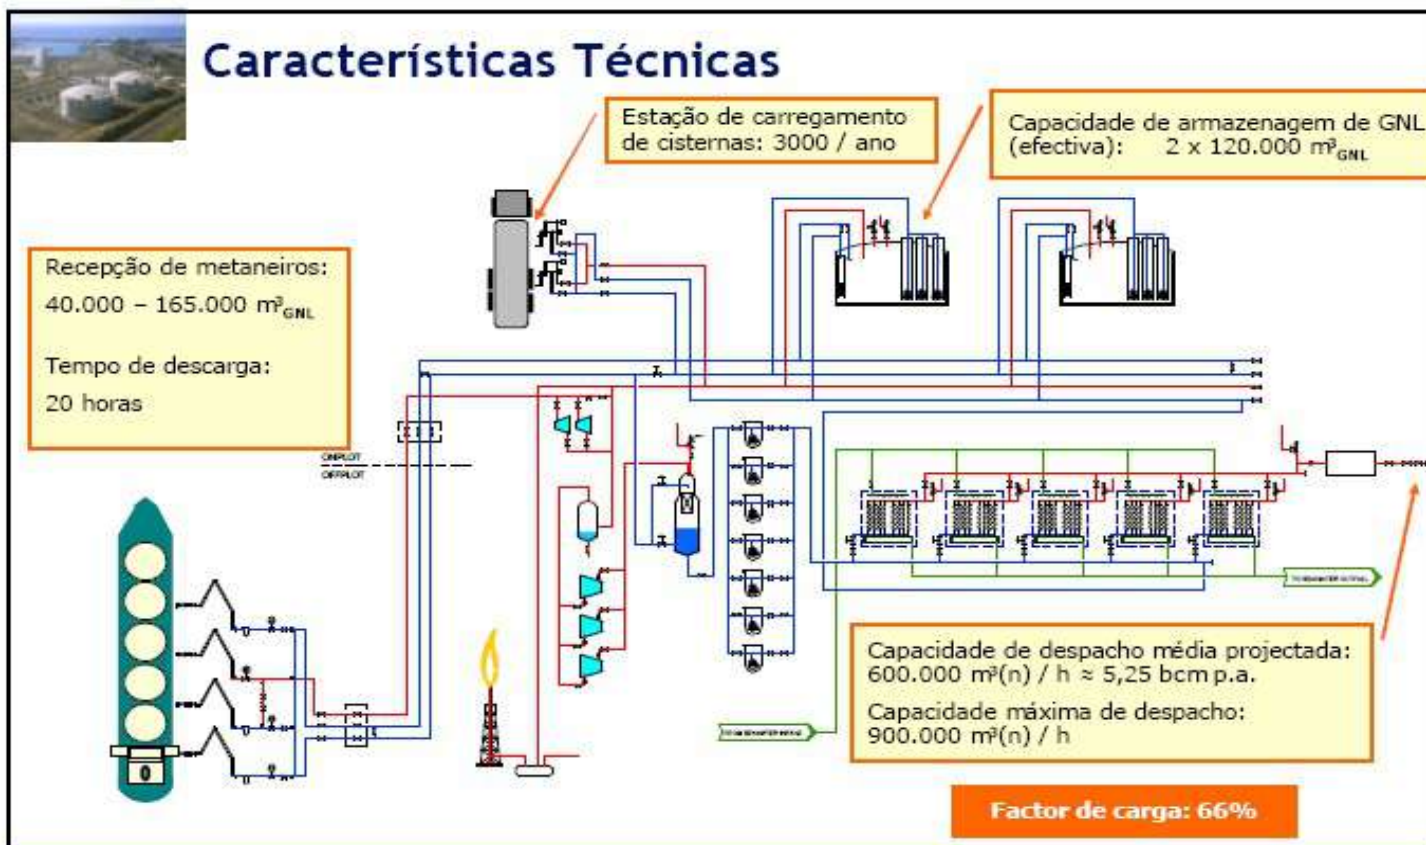 Características Técnicas
Estação de carregamento
de cisternas: 3000 / ano
Capacidade de armazenagem de GNL
(efectiva): 2 x 120.000 m³GNL
Recepção de metaneiros:
40.000 – 165.000 m³GNL
Tempo de descarga:
20 horas
ONPLOT
OFFPLOT
0
Capacidade de despacho média projectada:
600.000 m³(n) / h ≈ 5,25 bcm p.a.
Capacidade máxima de despacho:
900.000 m³(n) / h
Factor de carga: 66%